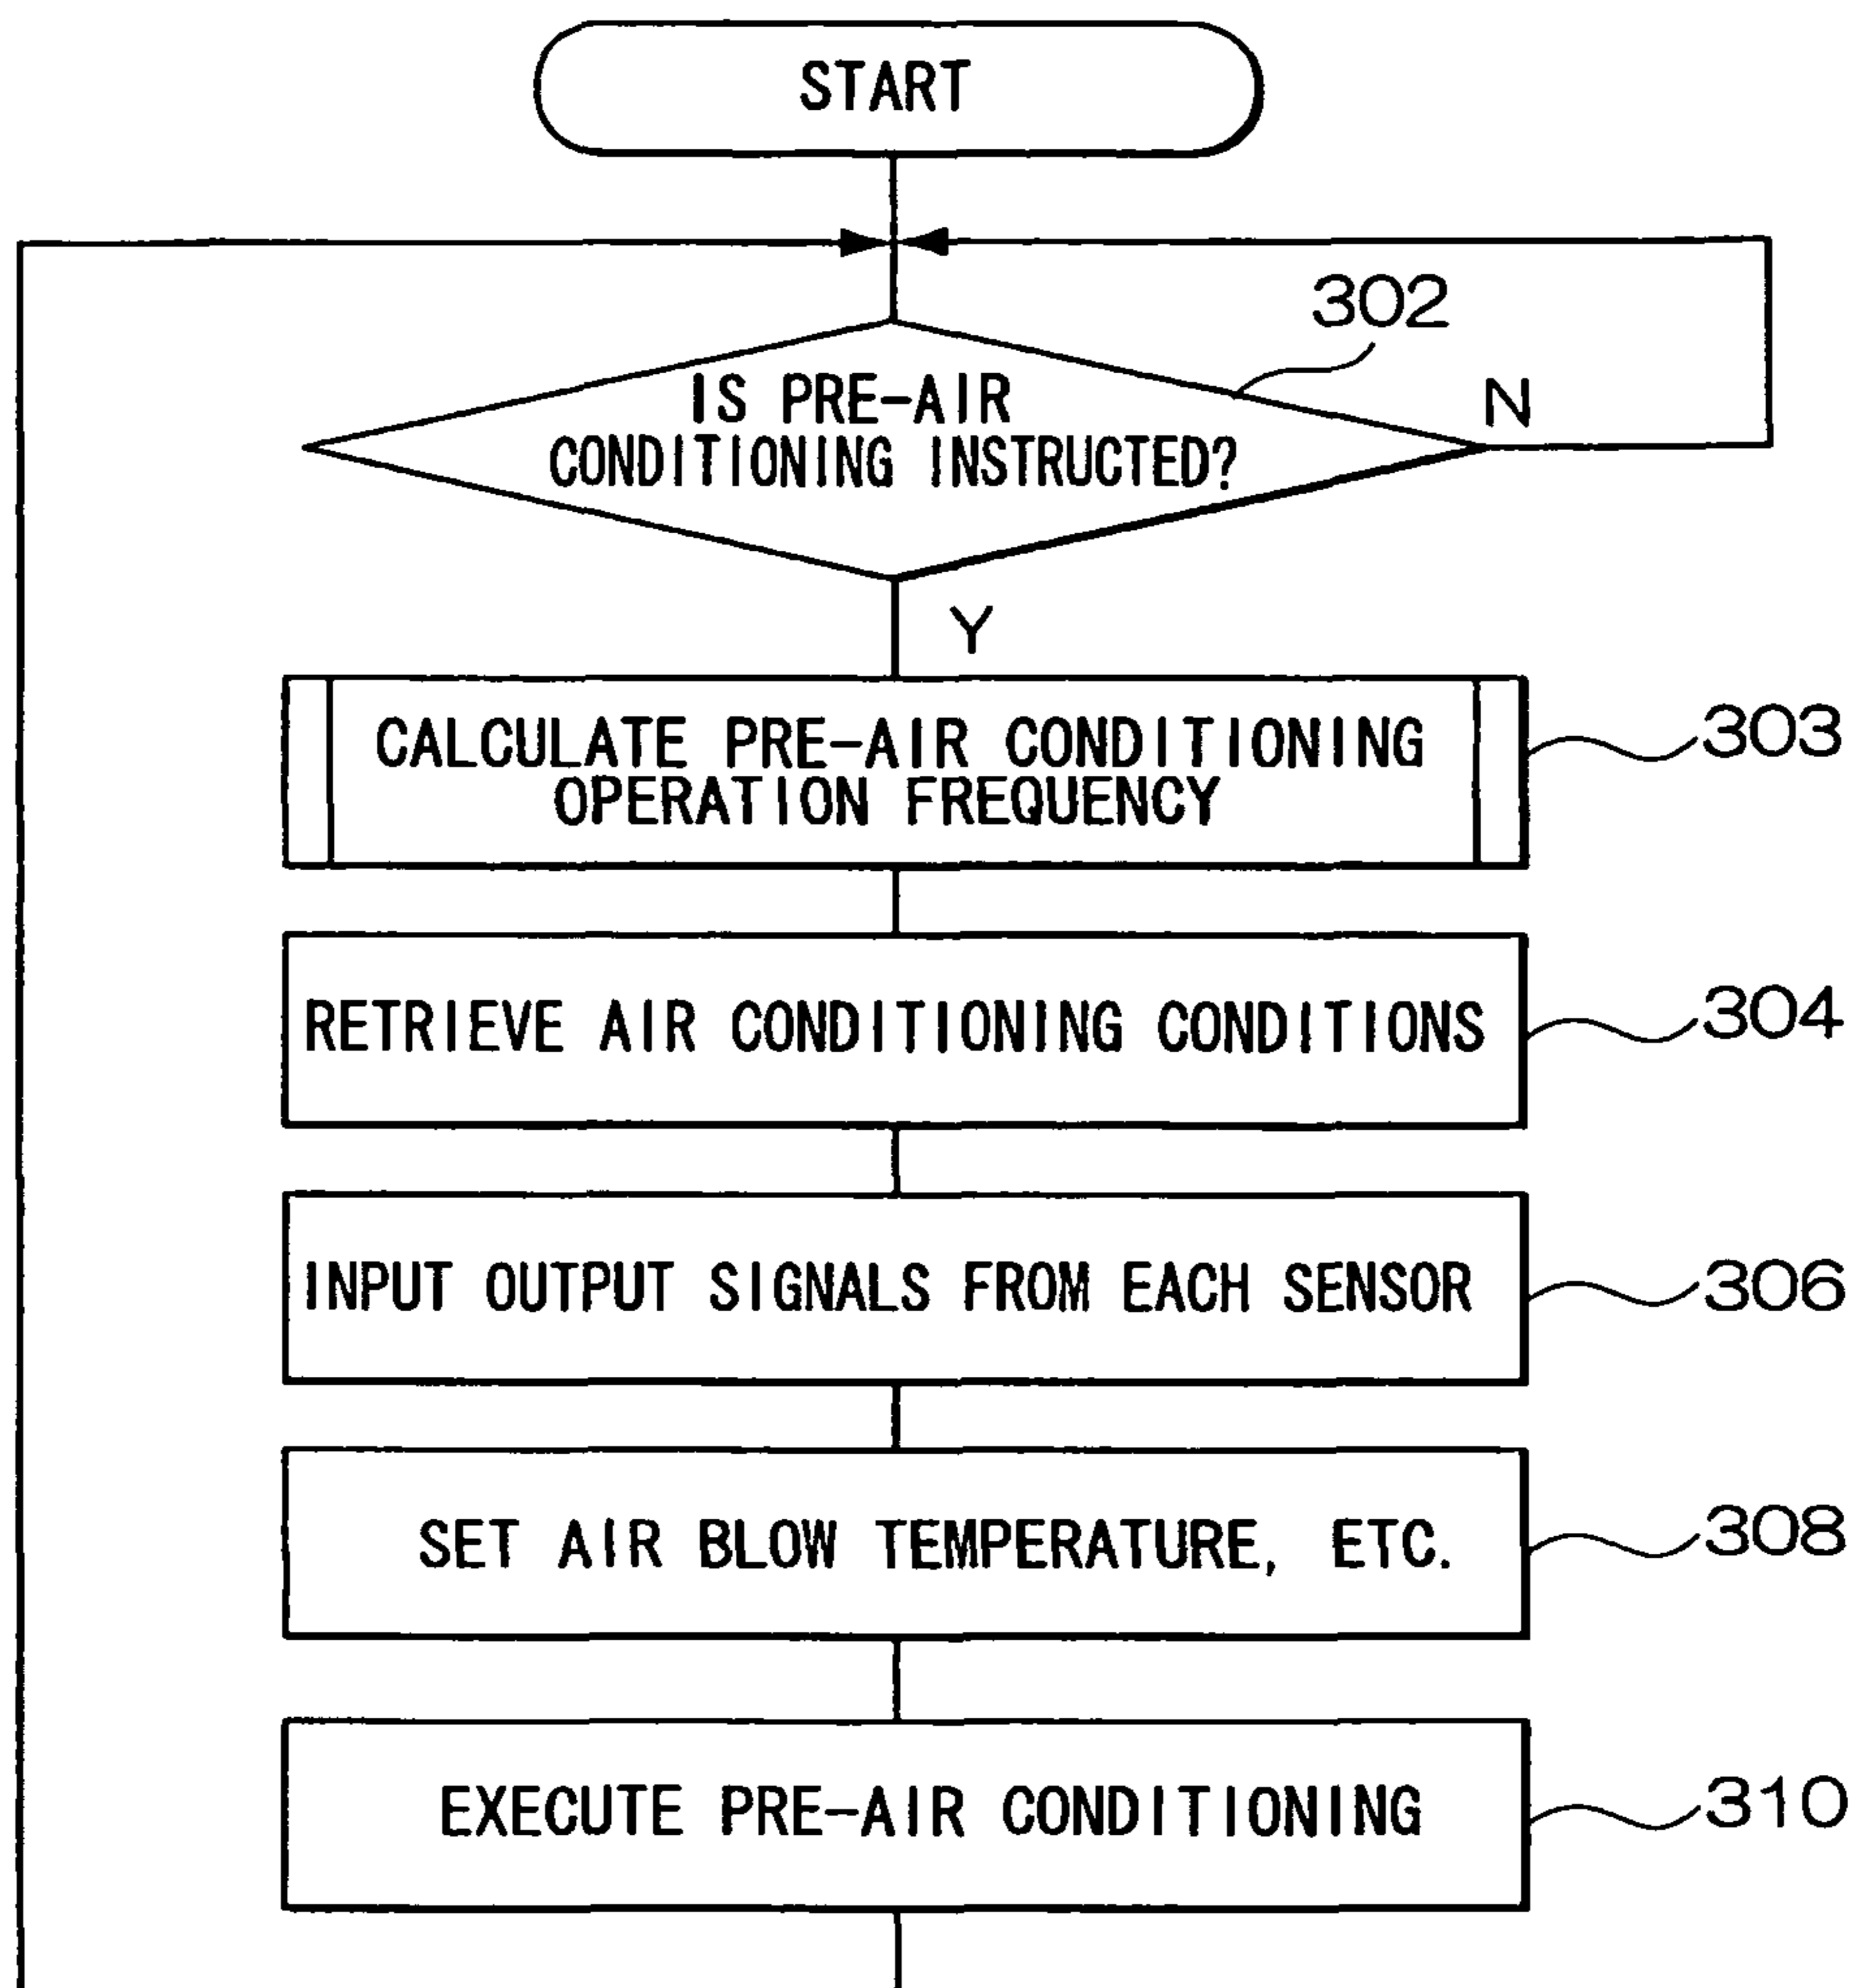 START
302
IS PRE-AIR
CONDITIONING INSTRUCTED?
N
Y
CALCULATE PRE-AIR CONDITIONING
OPERATION FREQUENCY
303
RETRIEVE AIR CONDITIONING CONDITIONS
304
INPUT OUTPUT SIGNALS FROM EACH SENSOR
306
SET AIR BLOW TEMPERATURE, ETC.
308
EXECUTE PRE-AIR CONDITIONING
310